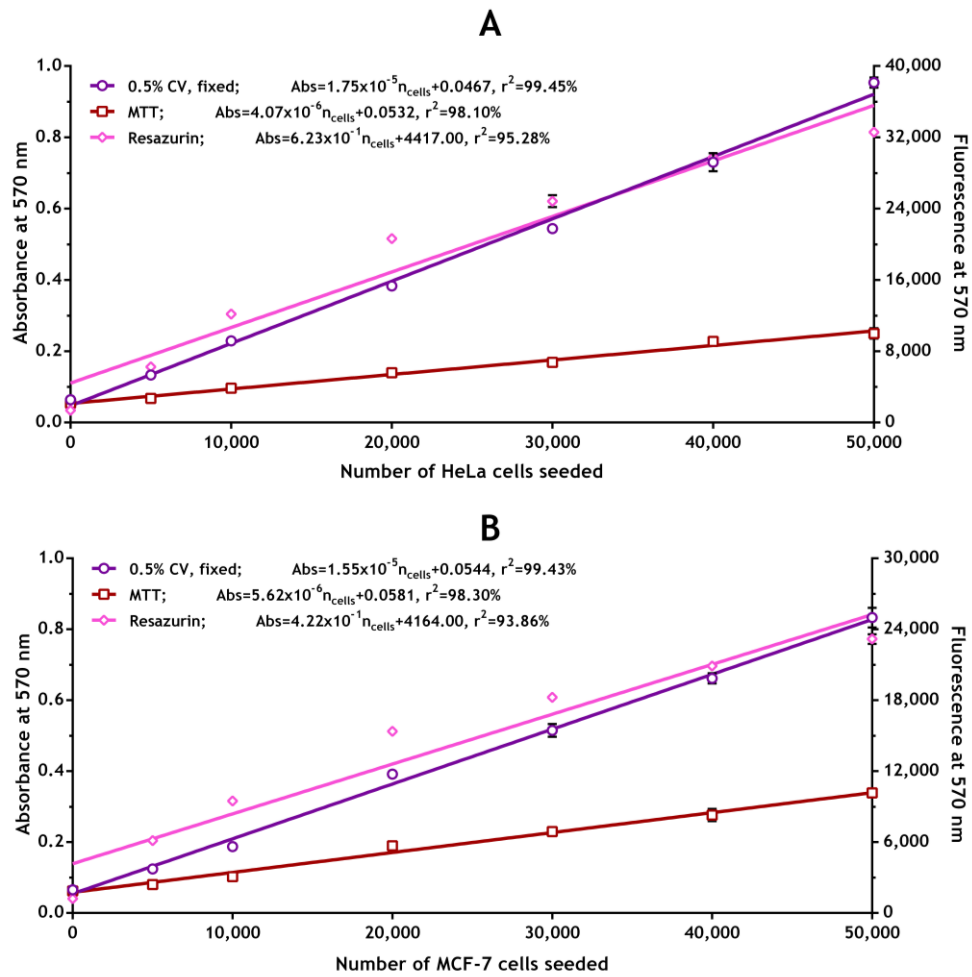 A
0.5% CV, fixed; Abs=1.75x10⁻⁵n_cells+0.0467, r²=99.45%
MTT; Abs=4.07x10⁻⁶n_cells+0.0532, r²=98.10%
Resazurin; Abs=6.23x10⁻¹n_cells+4417.00, r²=95.28%
Absorbance at 570 nm
1.0
0.8
0.6
0.4
0.2
0.0
40,000
32,000
24,000
16,000
8,000
0
Fluorescence at 570 nm
0 10,000 20,000 30,000 40,000 50,000
Number of HeLa cells seeded
B
0.5% CV, fixed; Abs=1.55x10⁻⁵n_cells+0.0544, r²=99.43%
MTT; Abs=5.62x10⁻⁶n_cells+0.0581, r²=98.30%
Resazurin; Abs=4.22x10⁻¹n_cells+4164.00, r²=93.86%
Absorbance at 570 nm
1.0
0.8
0.6
0.4
0.2
0.0
30,000
24,000
18,000
12,000
6,000
0
Fluorescence at 570 nm
0 10,000 20,000 30,000 40,000 50,000
Number of MCF-7 cells seeded